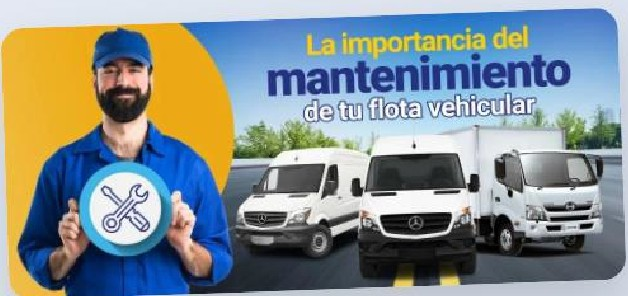 La importancia del
mantenimiento
de tu flota vehicular